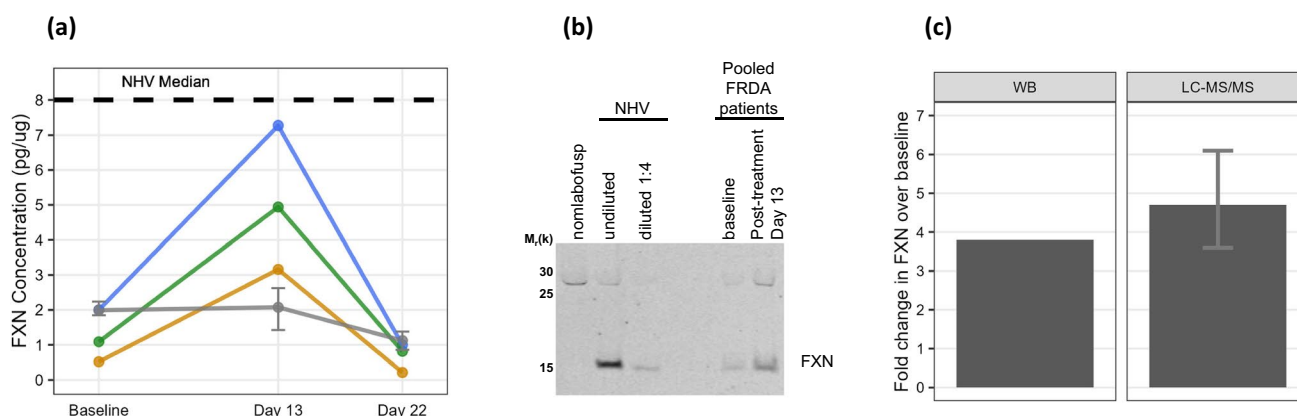 (a)
NHV Median
FXN Concentration (pg/ug)
8
7
6
5
4
3
2
1
0
Baseline
Day 13
Day 22
(b)
Pooled
FRDA
patients
NHV
nomlabofusp
undiluted
diluted 1:4
baseline
Post-treatment
Day 13
Mr(k)
30
25
15
FXN
(c)
WB
LC-MS/MS
Fold change in FXN over baseline
7
6
5
4
3
2
1
0